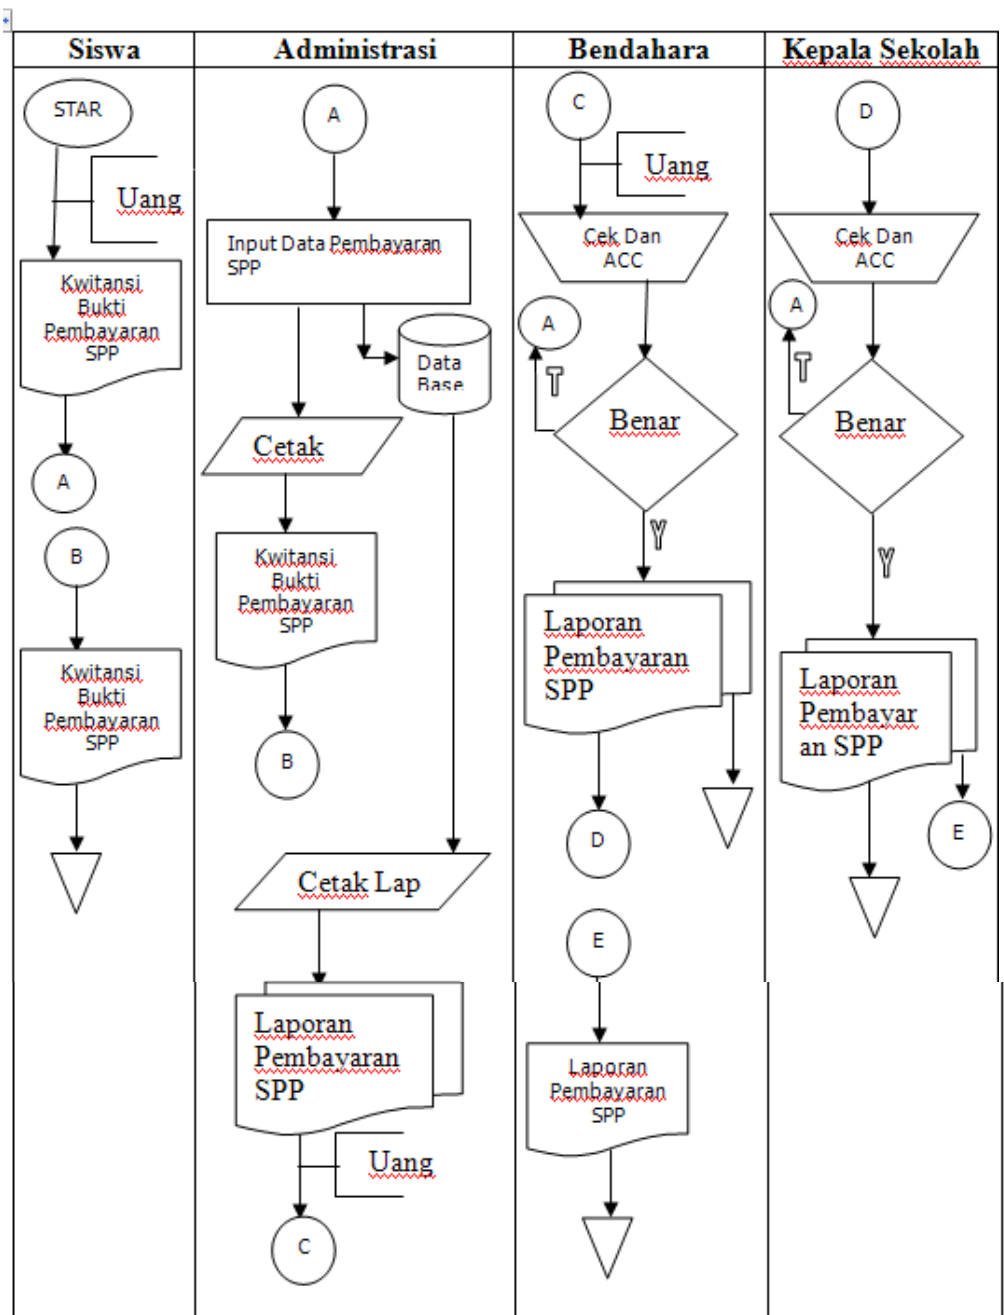 Siswa
Administrasi
Bendahara
Kepala Sekolah
STAR
Uang
Kwitansi
Bukti
Pembayaran
SPP
A
B
Kwitansi
Bukti
Pembayaran
SPP
A
Input Data Pembayaran
SPP
Data
Base
Cetak
Kwitansi
Bukti
Pembayaran
SPP
B
Cetak Lap
Laporan
Pembayaran
SPP
Uang
C
C
Uang
Cek Dan
ACC
A
T
Benar
Y
Laporan
Pembayaran
SPP
D
E
Laporan
Pembayaran
SPP
D
Cek Dan
ACC
A
T
Benar
Y
Laporan
Pembayar
an SPP
E